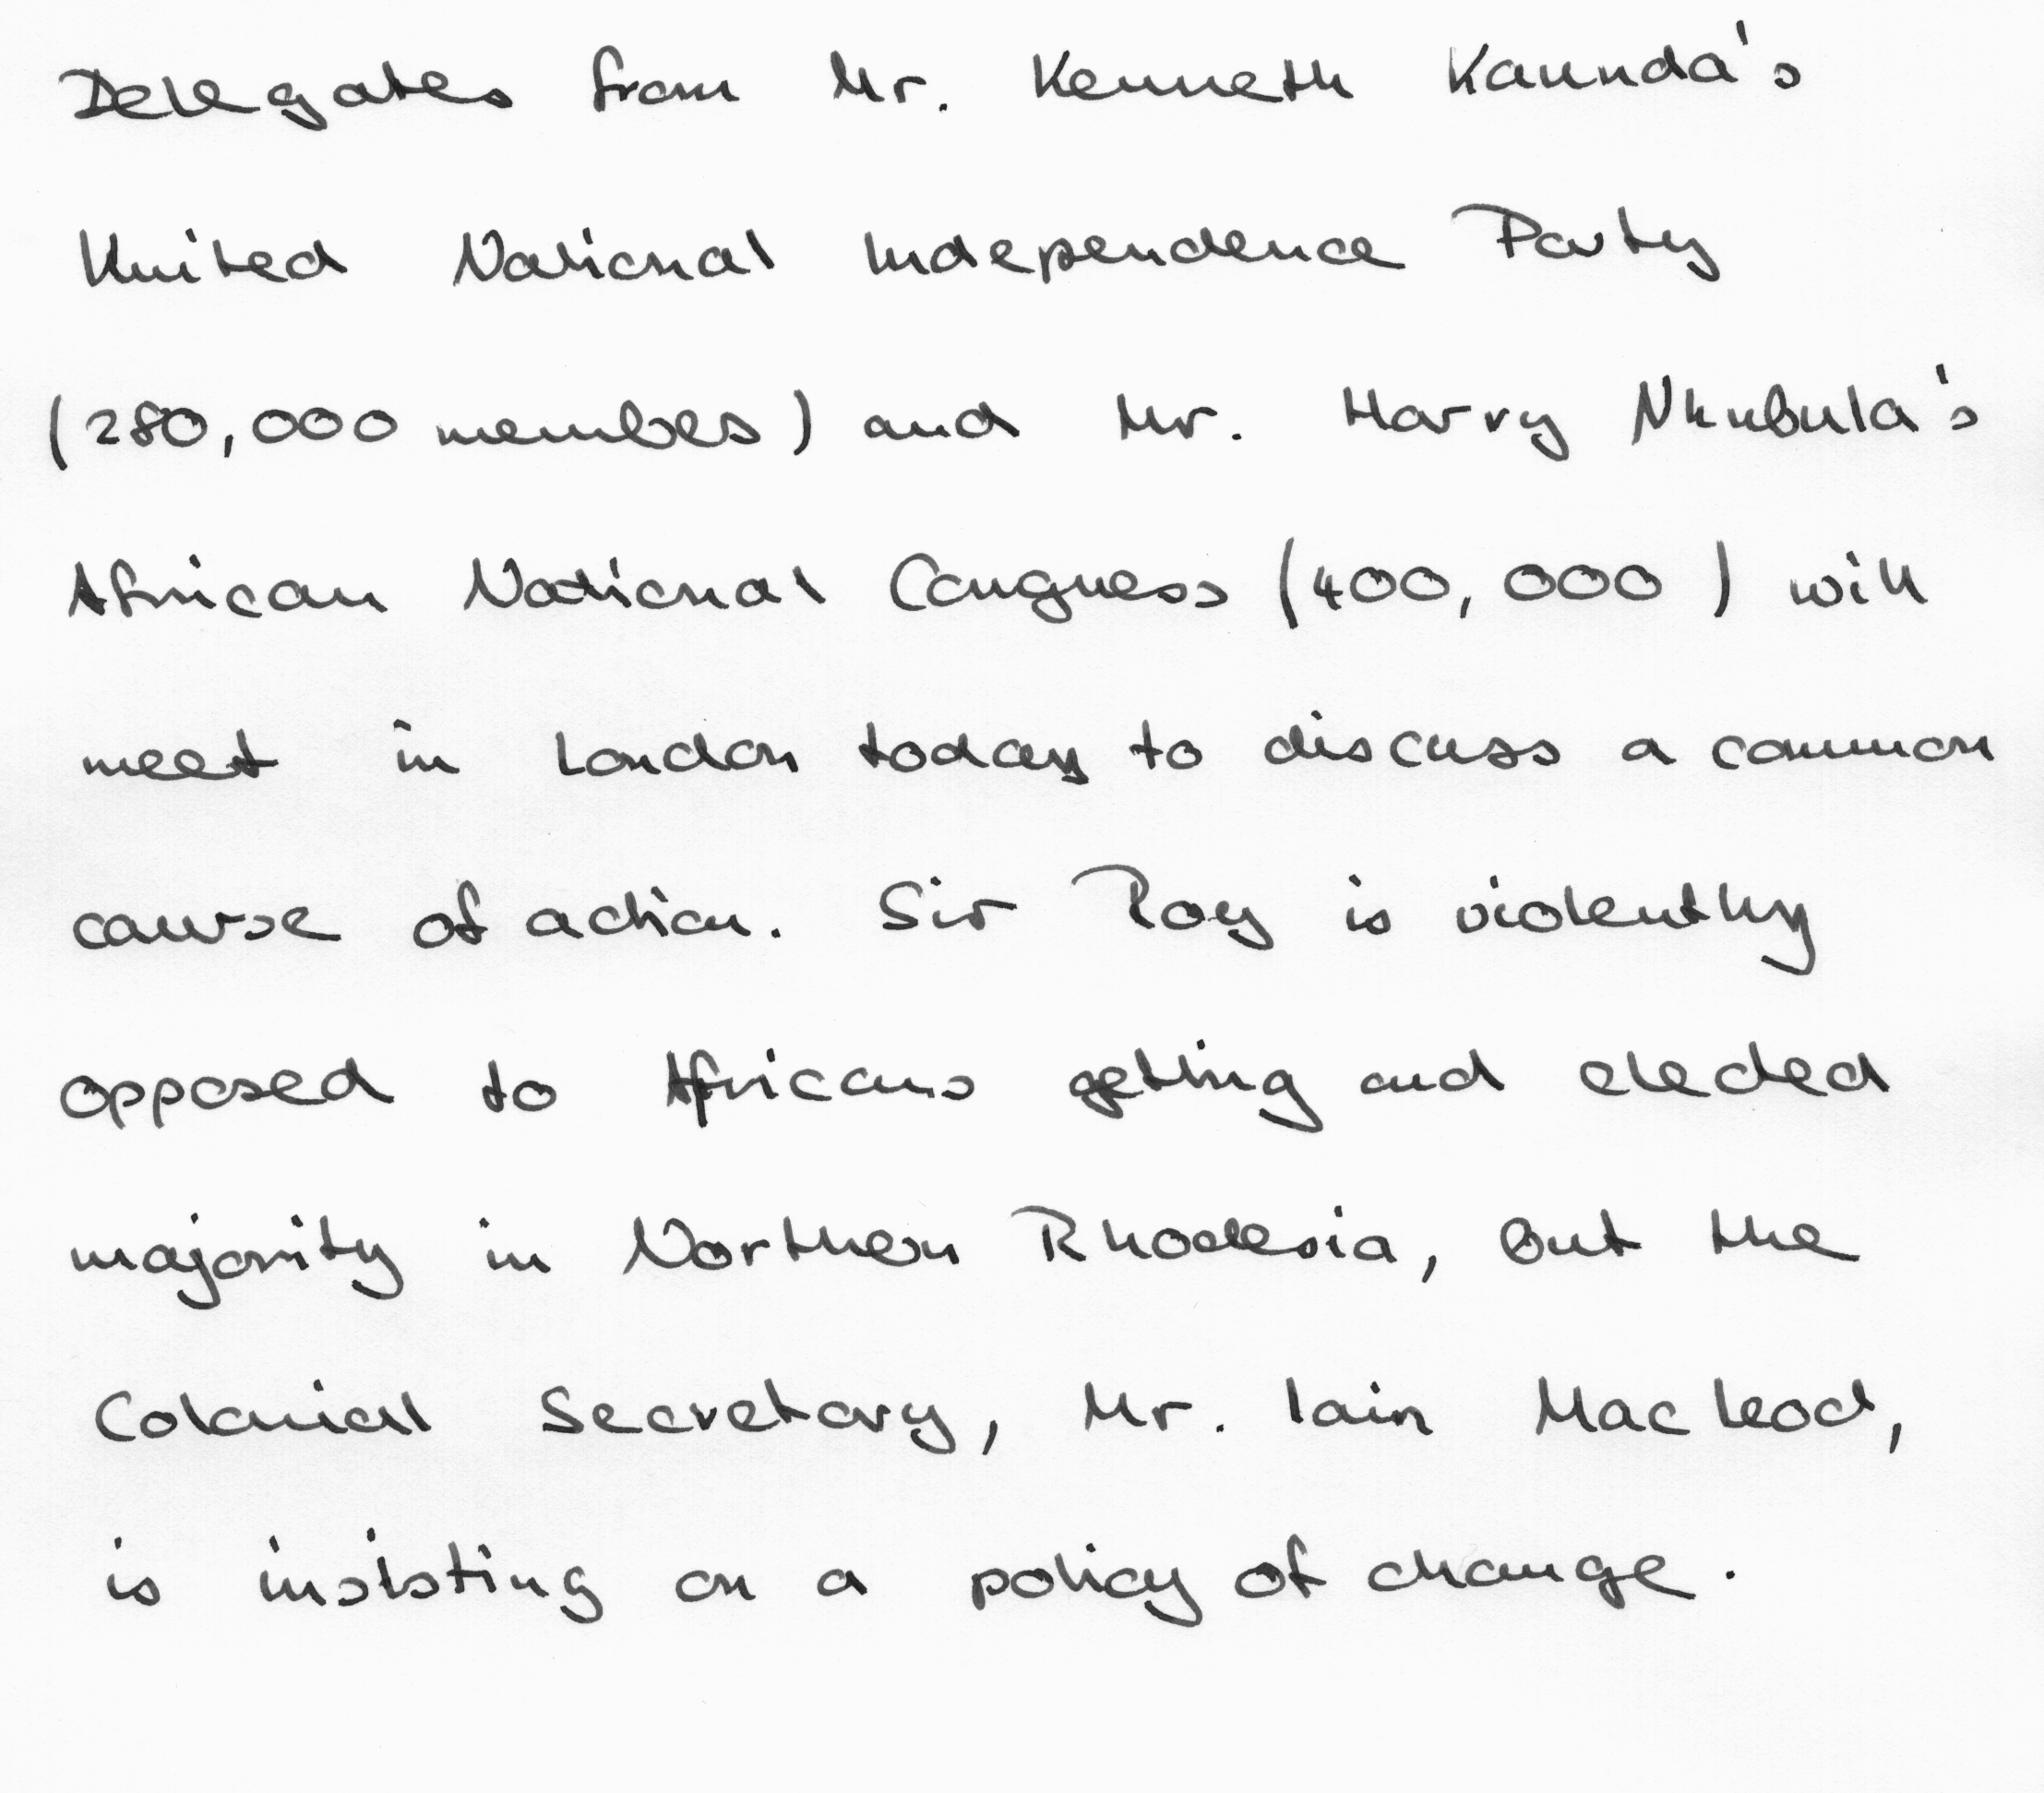 Delegates from Mr. Kenneth Kaunda's
United National Independence Party
(280,000 membes) and Mr. Harry Nkubula's
African National Congress (400,000) will
meet in London today to discuss a common
course of action. Sir Roy is violently
opposed to Africans getting and elected
majority in Northern Rhodesia, but the
Colonial Secretary, Mr. Iain Macleod,
is insisting on a policy of change.